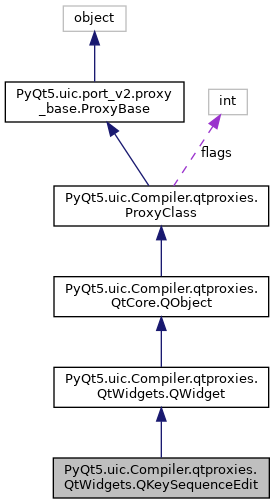 object
PyQt5.uic.port_v2.proxy
_base.ProxyBase
int
flags
PyQt5.uic.Compiler.qtproxies.
ProxyClass
PyQt5.uic.Compiler.qtproxies.
QtCore.QObject
PyQt5.uic.Compiler.qtproxies.
QtWidgets.QWidget
PyQt5.uic.Compiler.qtproxies.
QtWidgets.QKeySequenceEdit